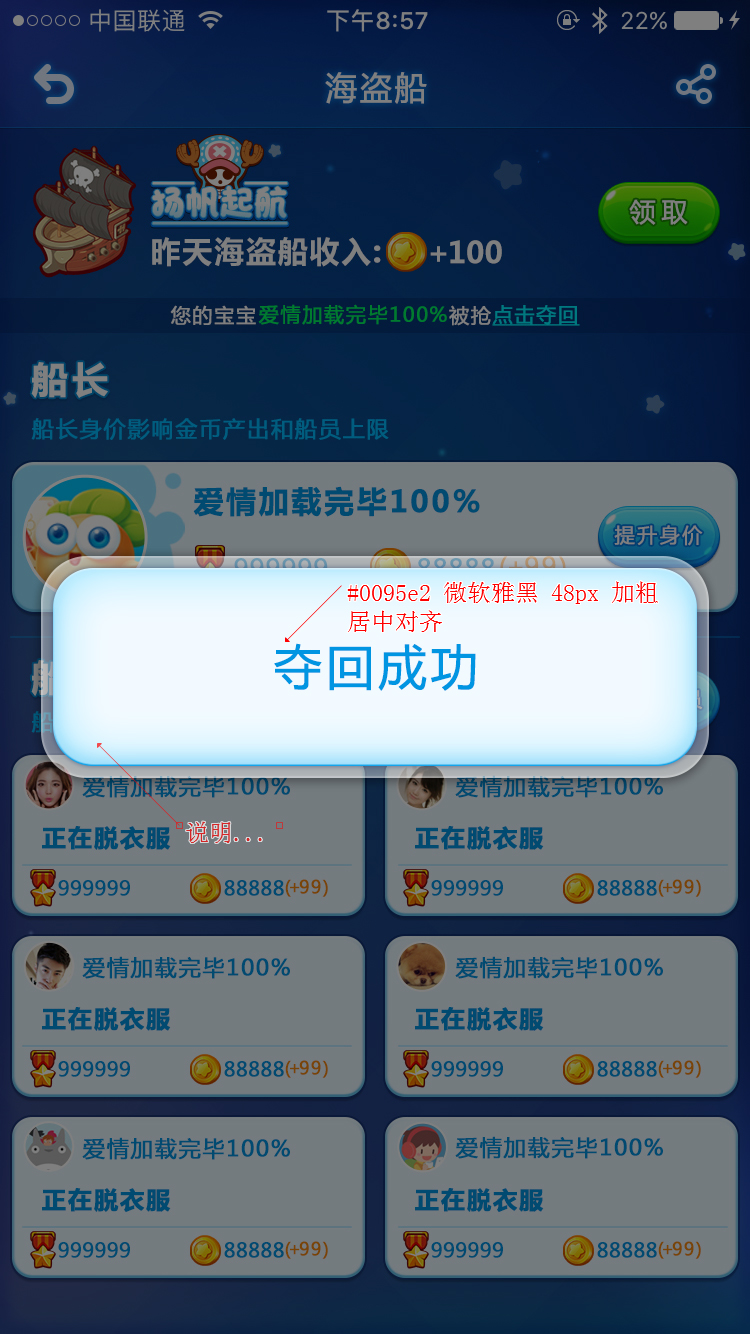 中国联通 下午8:57 22%
海盗船
扬帆起航
昨天海盗船收入:+100
领取
您的宝宝爱情加载完毕100%被抢点击夺回
船长
船长身价影响金币产出和船员上限
爱情加载完毕100%
提升身价
999999 88888(+99)
#0095e2 微软雅黑 48px 加粗
居中对齐
夺回成功
船
船
爱情加载完毕100% 爱情加载完毕100%
说明...
正在脱衣服 正在脱衣服
999999 88888(+99) 999999 88888(+99)
爱情加载完毕100% 爱情加载完毕100%
正在脱衣服 正在脱衣服
999999 88888(+99) 999999 88888(+99)
爱情加载完毕100% 爱情加载完毕100%
正在脱衣服 正在脱衣服
999999 88888(+99) 999999 88888(+99)